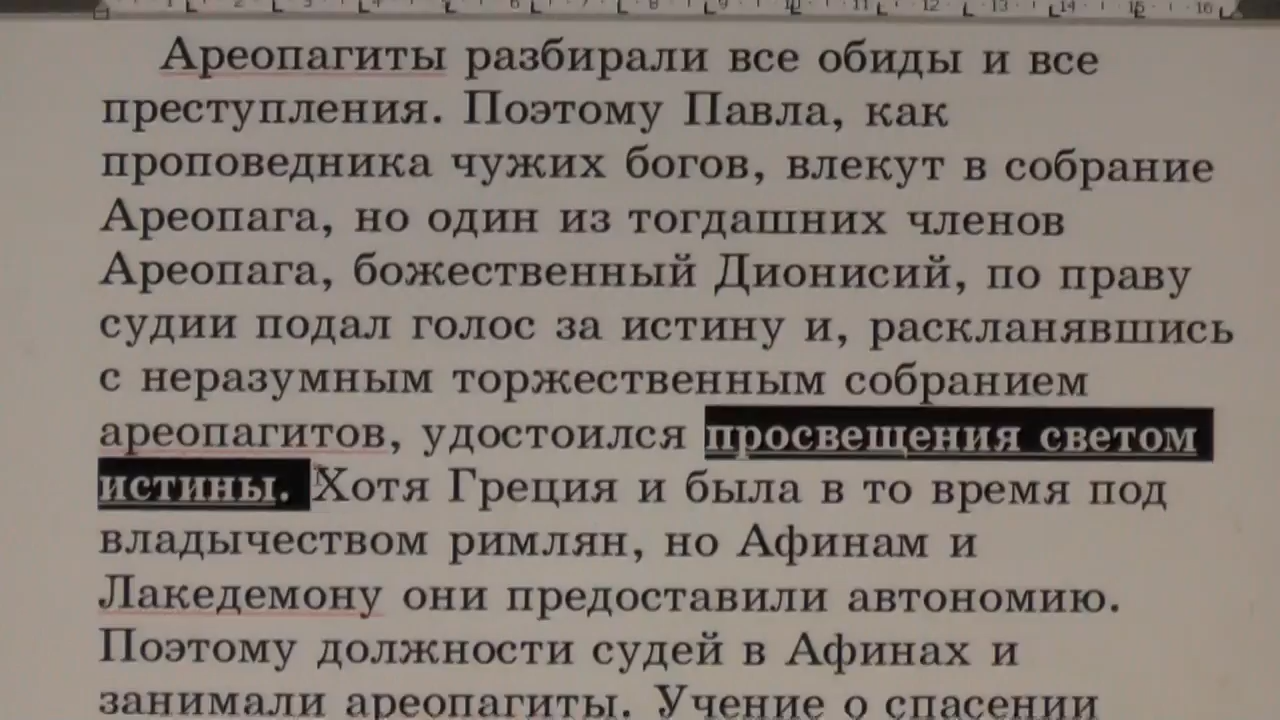 Ареопагиты разбирали все обиды и все
преступления. Поэтому Павла, как
проповедника чужих богов, влекут в собрание
Ареопага, но один из тогдашних членов
Ареопага, божественный Дионисий, по праву
судии подал голос за истину и, раскланявшись
с неразумным торжественным собранием
ареопагитов, удостоился просвещения светом
истины. Хотя Греция и была в то время под
владычеством римлян, но Афинам и
Лакедемону они предоставили автономию.
Поэтому должности судей в Афинах и
занимали ареопагиты. Учение о спасении